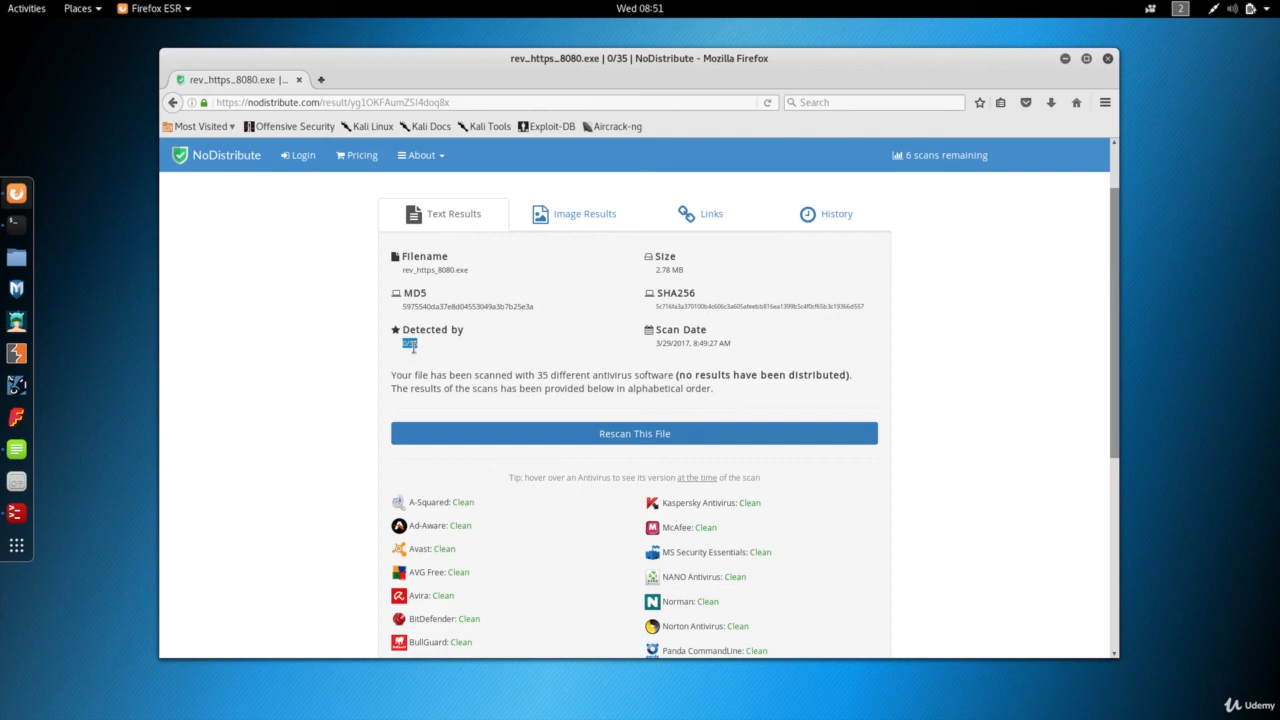 Activities Places Firefox ESR Wed 08:51 2
rev_https_8080.exe | 0/35 | NoDistribute - Mozilla Firefox
rev_https_8080.exe |...
https://nodistribute.com/result/yg1OKFAumZSI4doq8x Search
Most Visited Offensive Security Kali Linux Kali Docs Kali Tools Exploit-DB Aircrack-ng
NoDistribute Login Pricing About 6 scans remaining
Text Results Image Results Links History
Filename Size
rev_https_8080.exe 2.78 MB
MD5 SHA256
5975540da37e8d04553049a3b7b25e3a
Detected by Scan Date
0/35 3/29/2017, 8:49:27 AM
Your file has been scanned with 35 different antivirus software (no results have been distributed).
The results of the scans has been provided below in alphabetical order.
Rescan This File
Tip: hover over an Antivirus to see its version at the time of the scan
A-Squared: Clean Kaspersky Antivirus: Clean
Ad-Aware: Clean McAfee: Clean
Avast: Clean MS Security Essentials: Clean
AVG Free: Clean NANO Antivirus: Clean
Avira: Clean Norman: Clean
BitDefender: Clean Norton Antivirus: Clean
BullGuard: Clean Panda CommandLine: Clean
Udemy